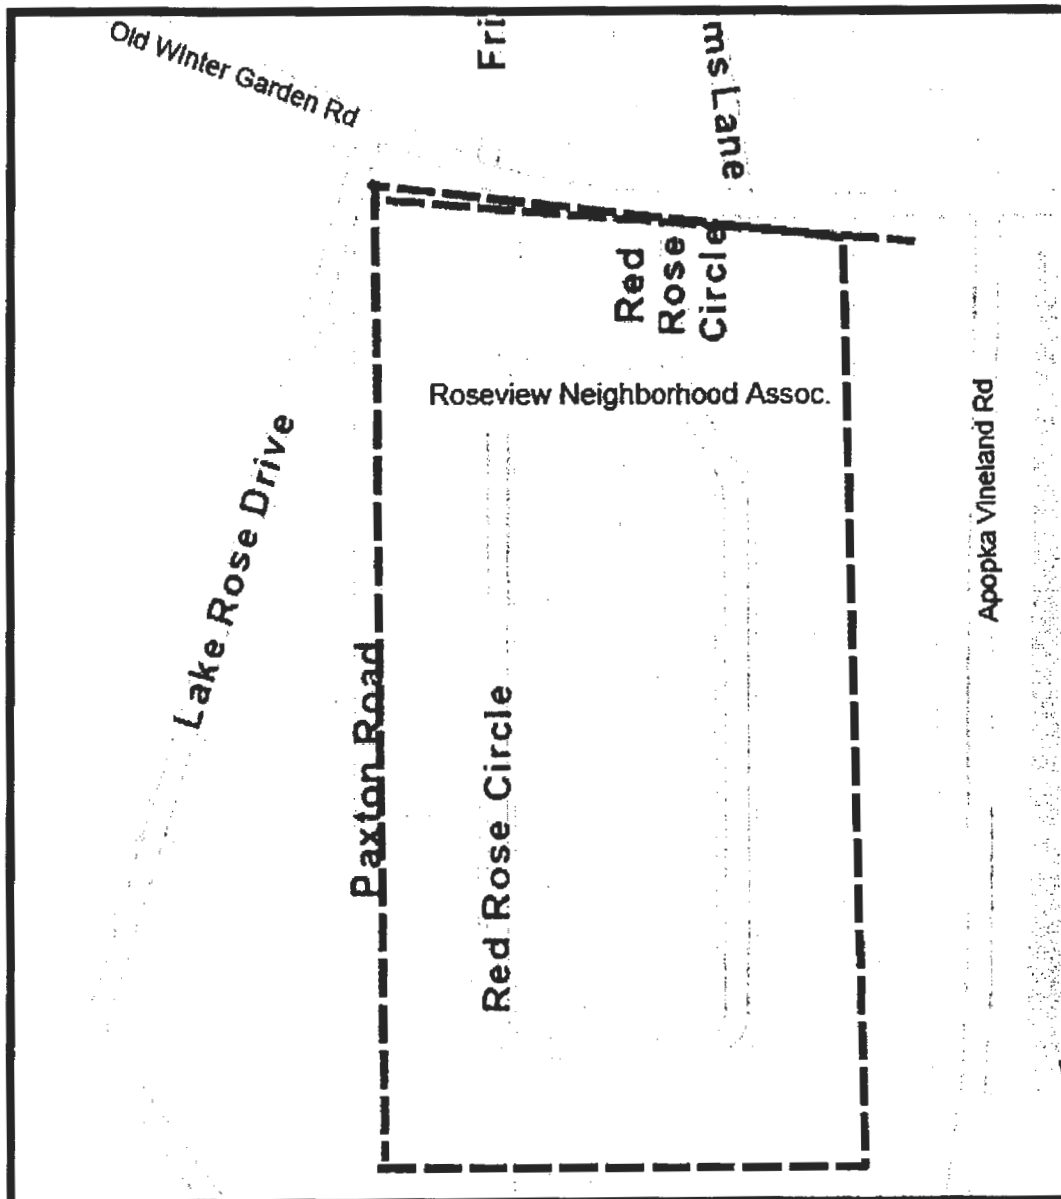 Old Winter Garden Rd
Fri
ms Lane
Red
Rose
Circle
Roseview Neighborhood Assoc.
Lake Rose Drive
Apopka Vineland Rd
Paxton Road
Red Rose Circle